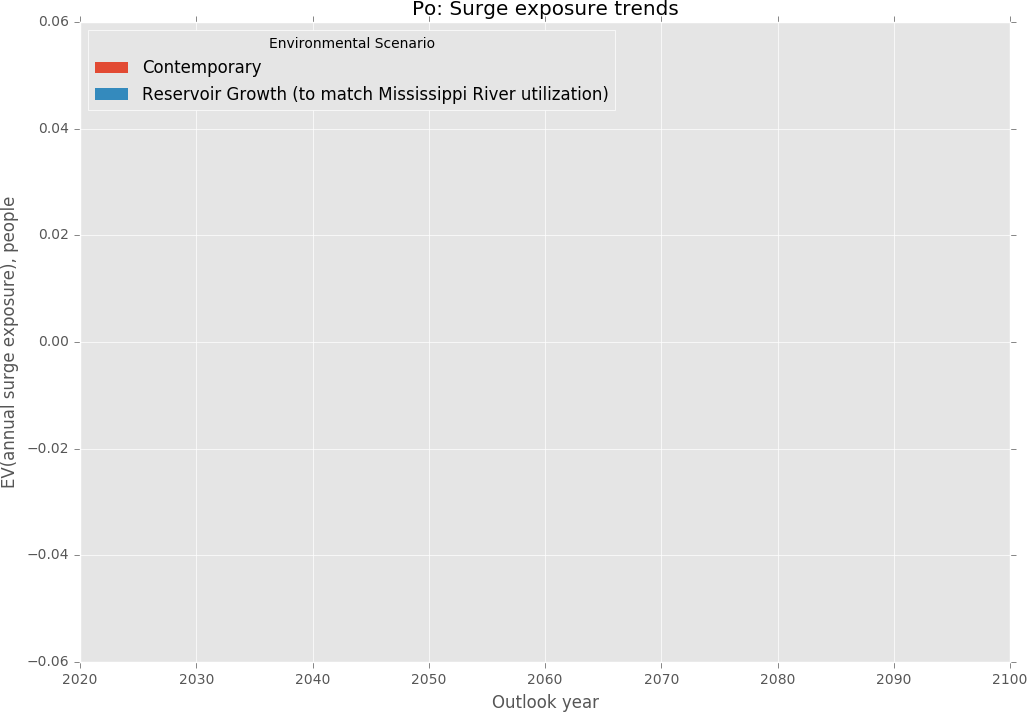 Po: Surge exposure trends
Environmental Scenario
Contemporary
Reservoir Growth (to match Mississippi River utilization)
EV(annual surge exposure), people
0.06
0.04
0.02
0.00
−0.02
−0.04
−0.06
2020 2030 2040 2050 2060 2070 2080 2090 2100
Outlook year